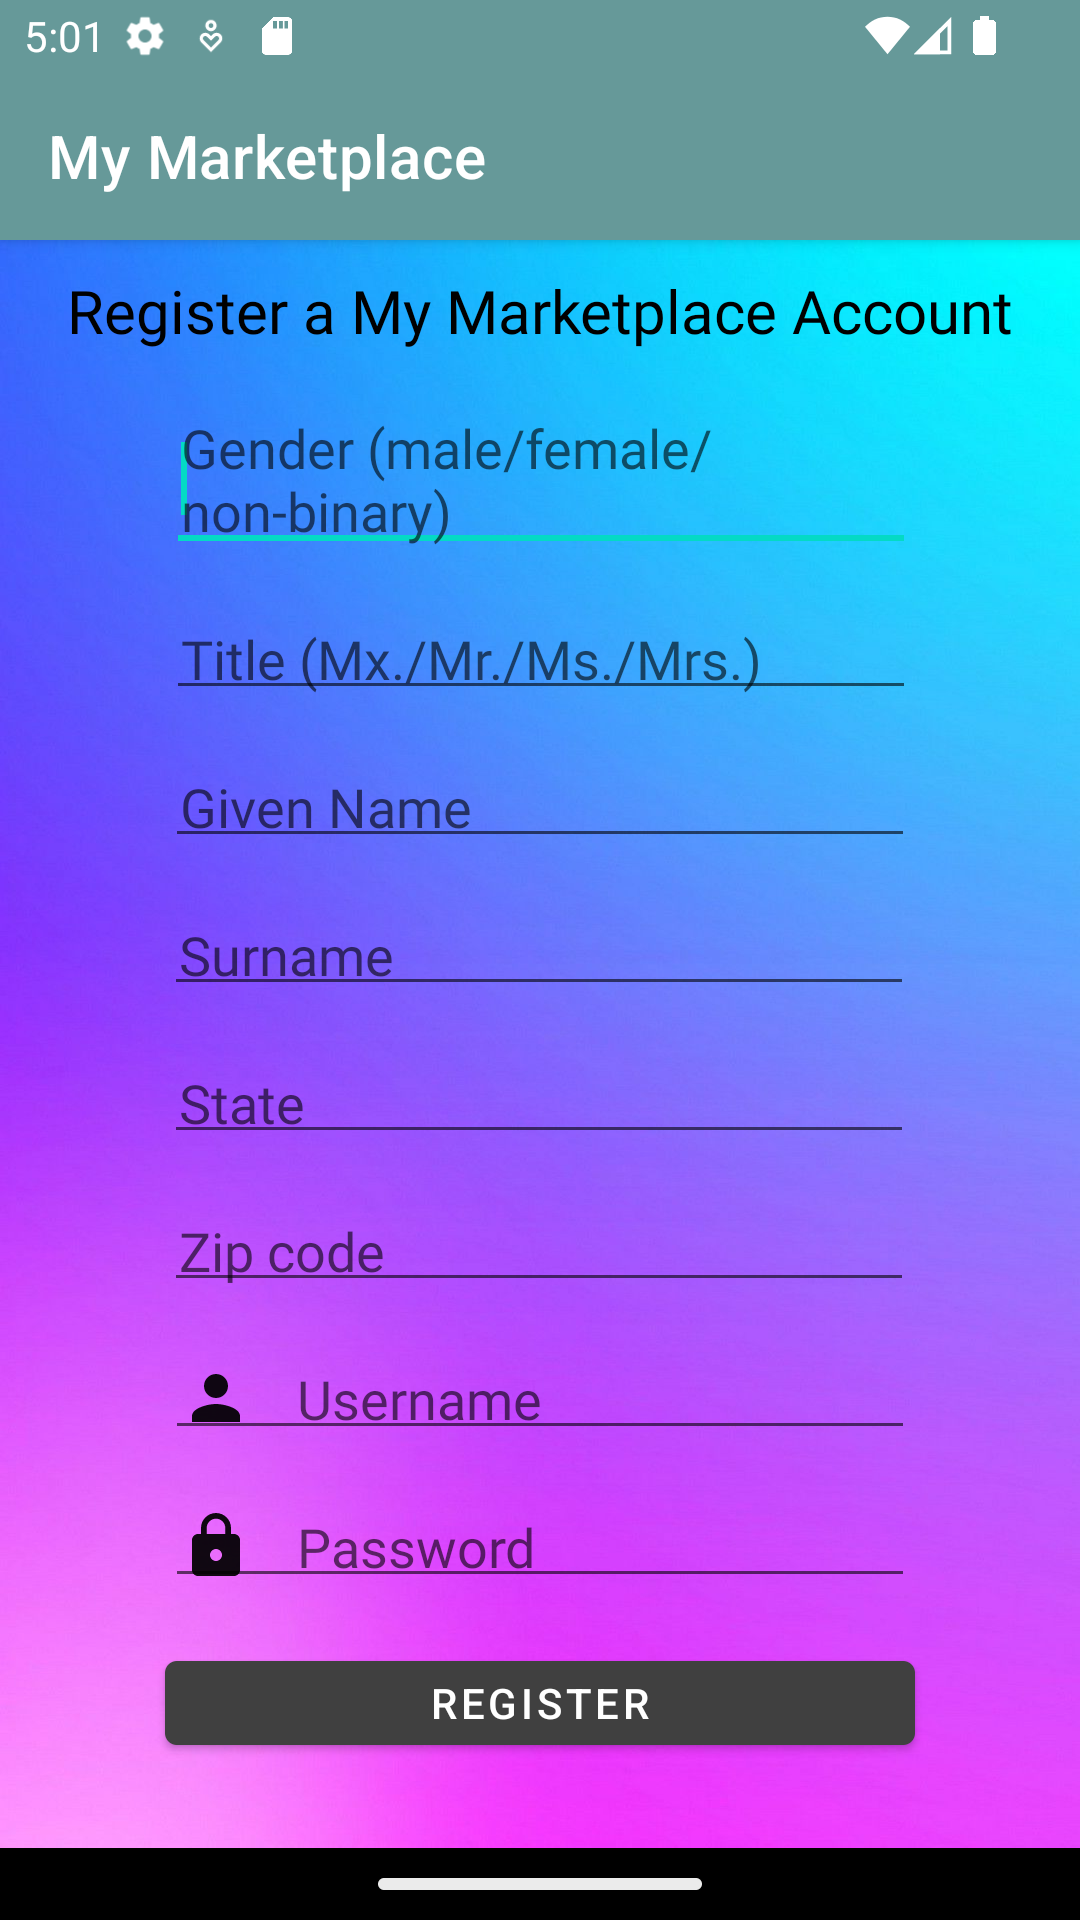 5:01
My Marketplace
Register a My Marketplace Account
Gender (male/female/
non-binary)
Title (Mx./Mr./Ms./Mrs.)
Given Name
Surname
State
Zip code
Username
Password
REGISTER